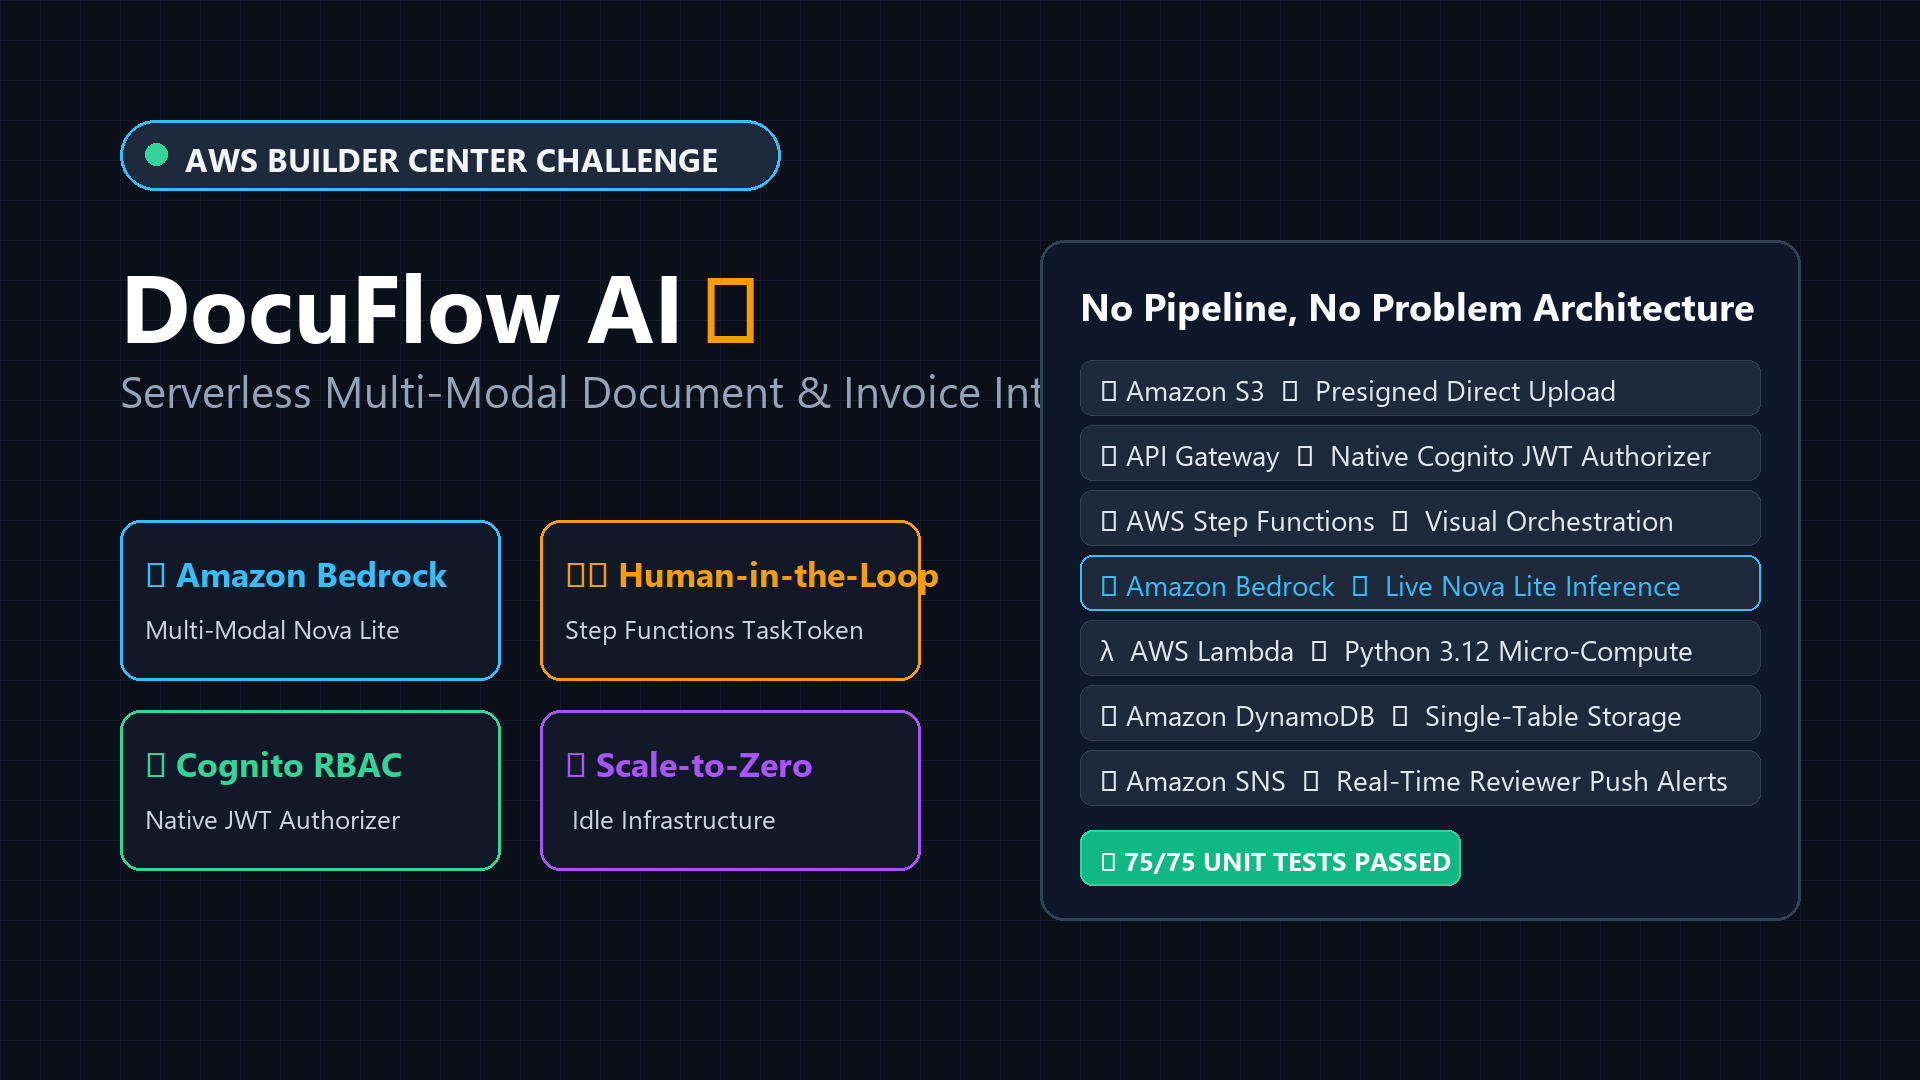 AWS BUILDER CENTER CHALLENGE
DocuFlow AI
Serverless Multi-Modal Document & Invoice Int
Amazon Bedrock
Multi-Modal Nova Lite
Human-in-the-Loop
Step Functions TaskToken
Cognito RBAC
Native JWT Authorizer
Scale-to-Zero
Idle Infrastructure
No Pipeline, No Problem Architecture
Amazon S3 Presigned Direct Upload
API Gateway Native Cognito JWT Authorizer
AWS Step Functions Visual Orchestration
Amazon Bedrock Live Nova Lite Inference
λ AWS Lambda Python 3.12 Micro-Compute
Amazon DynamoDB Single-Table Storage
Amazon SNS Real-Time Reviewer Push Alerts
75/75 UNIT TESTS PASSED